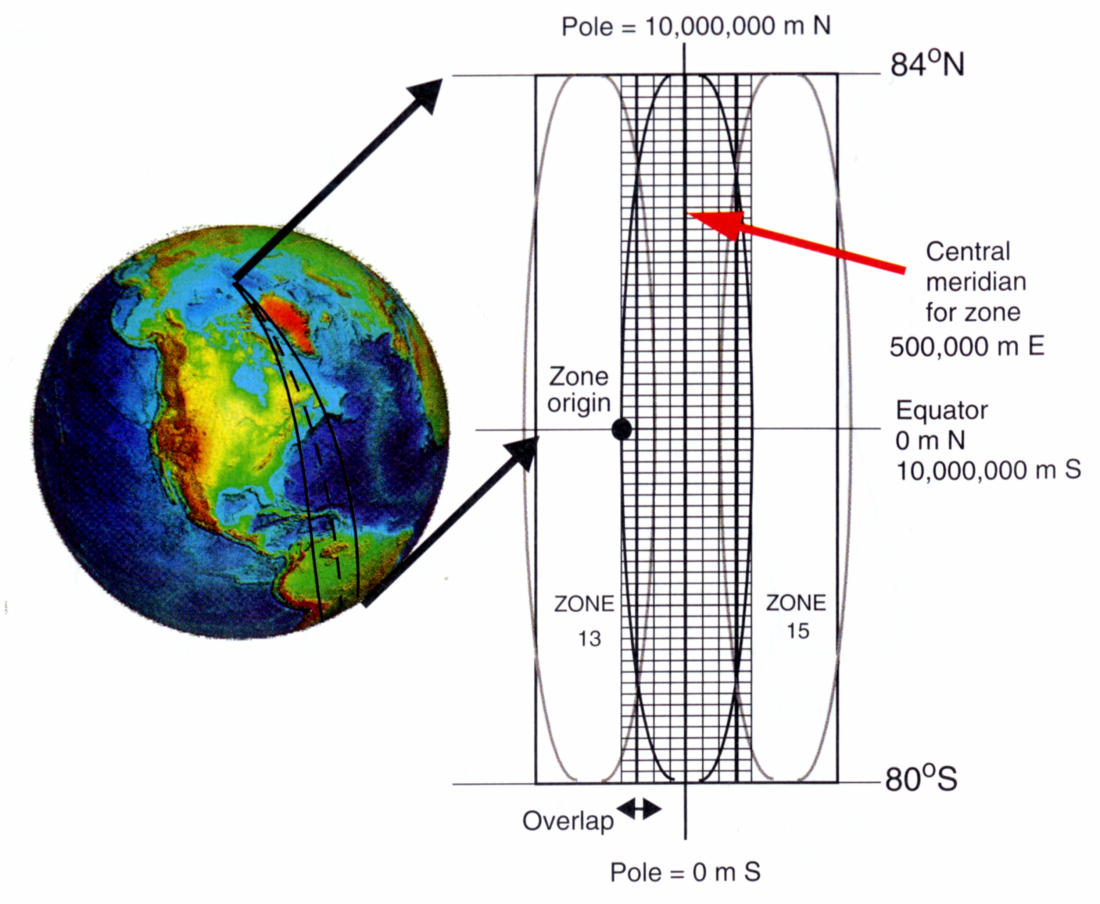 Pole = 10,000,000 m N
84°N
Central
meridian
for zone
500,000 m E
Zone
origin
Equator
0 m N
10,000,000 m S
ZONE
13
ZONE
15
80°S
Overlap
Pole = 0 m S